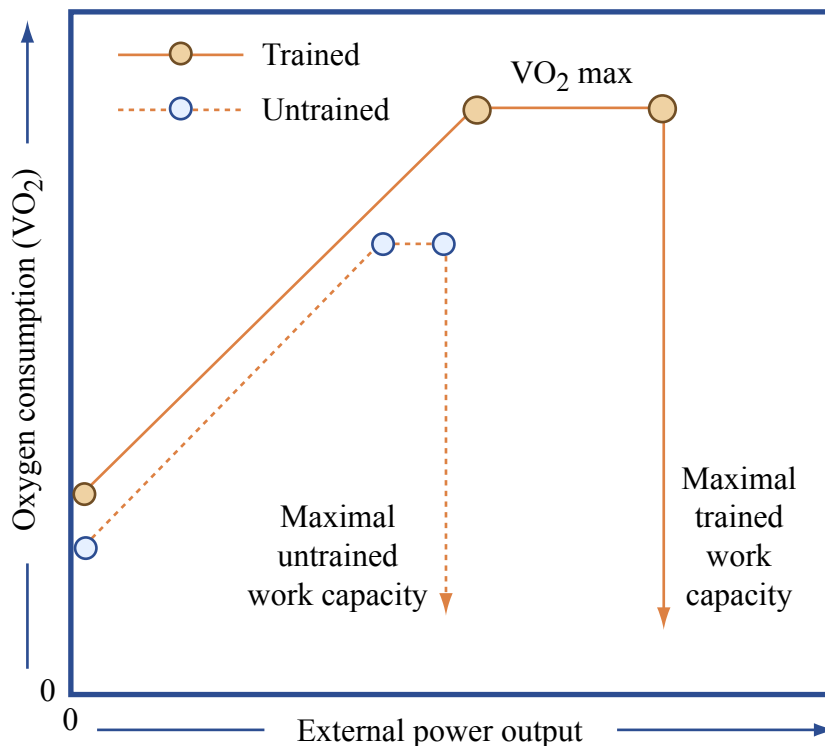 Trained
Untrained
VO₂ max
Oxygen consumption (VO₂)
Maximal
untrained
work capacity
Maximal
trained
work
capacity
0
0
External power output